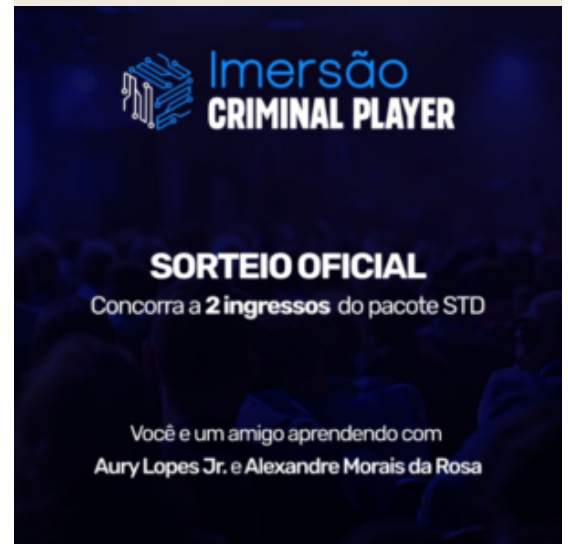 Imersão
CRIMINAL PLAYER
SORTEIO OFICIAL
Concorra a 2 ingressos do pacote STD
Você e um amigo aprendendo com
Aury Lopes Jr. e Alexandre Morais da Rosa